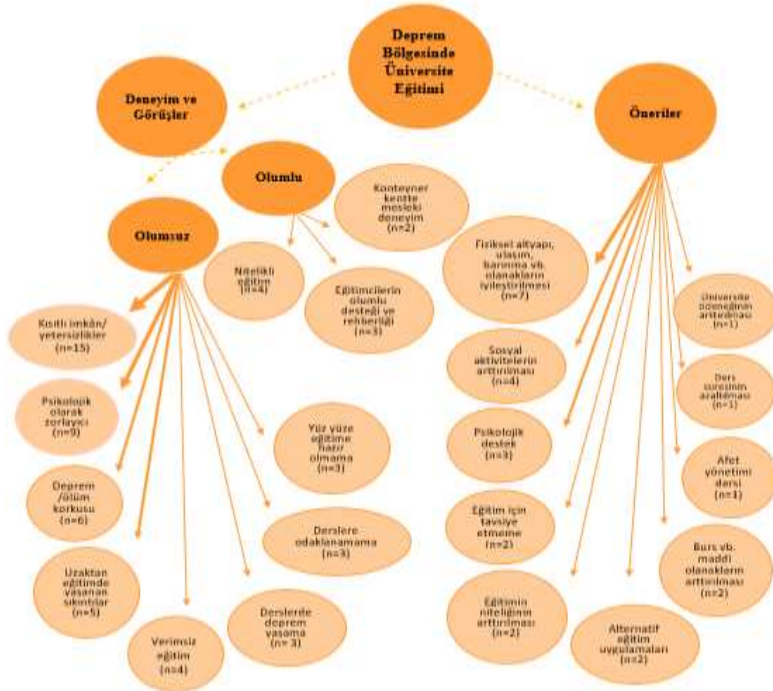 Deprem
Bölgesinde
Üniversite
Eğitimi
Deneyim ve
Görüşler
Öneriler
Olumlu
Olumsuz
Konteyner
kentte
mesleki
deneyim
(n=2)
Nitelikli
eğitim
(n=4)
Eğitimcilerin
olumlu
desteği ve
rehberliği
(n=3)
Kısıtlı imkân/
yetersizlikler
(n=15)
Psikolojik
olarak
zorlayıcı
(n=9)
Deprem
/ölüm
korkusu
(n=6)
Uzaktan
eğitimde
yaşanan
sıkıntılar
(n=5)
Verimsiz
eğitim
(n=4)
Derslerde
deprem
yaşama
(n= 3)
Derslere
odaklanamama
(n=3)
Yüz yüze
eğitime
hazır
olmama
(n=3)
Fiziksel altyapı,
ulaşım,
barınma vb.
olanakların
iyileştirilmesi
(n=7)
Sosyal
aktivitelerin
arttırılması
(n=4)
Psikolojik
destek
(n=3)
Eğitim için
tavsiye
etmeme
(n=2)
Eğitimin
niteliğinin
arttırılması
(n=2)
Alternatif
eğitim
uygulamaları
(n=2)
Burs vb.
maddi
olanakların
arttırılması
(n=2)
Afet
yönetimi
dersi
(n=1)
Ders
süresinin
azaltılması
(n=1)
Üniversite
ödeneğinin
arttırılması
(n=1)